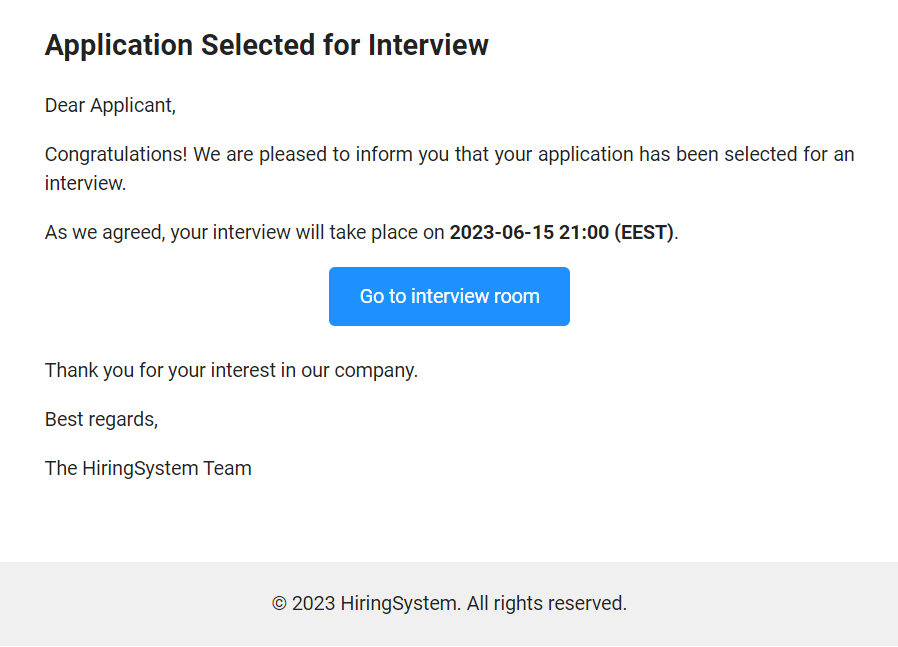 Application Selected for Interview
Dear Applicant,
Congratulations! We are pleased to inform you that your application has been selected for an
interview.
As we agreed, your interview will take place on 2023-06-15 21:00 (EEST).
Go to interview room
Thank you for your interest in our company.
Best regards,
The HiringSystem Team
© 2023 HiringSystem. All rights reserved.